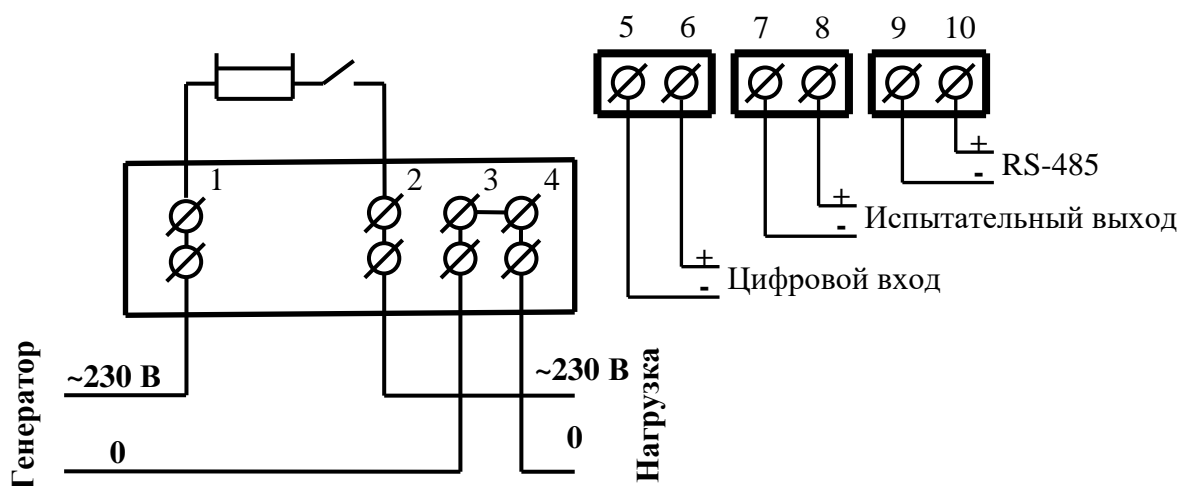 5 6 7 8 9 10
+
-
RS-485
1 2 3 4
+
-
Испытательный выход
+
-
Цифровой вход
Генератор
~230 В
0
~230 В
0
Нагрузка